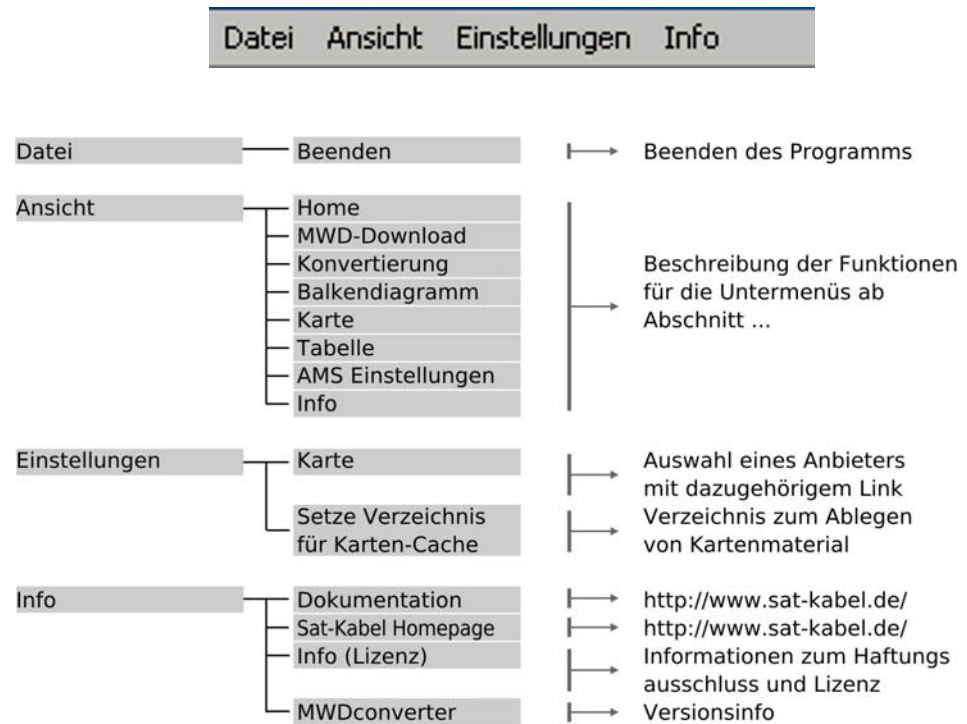 Datei Ansicht Einstellungen Info
Datei Beenden Beenden des Programms
Ansicht Home
MWD-Download
Konvertierung Beschreibung der Funktionen
Balkendiagramm für die Untermenüs ab
Karte Abschnitt ...
Tabelle
AMS Einstellungen
Info
Einstellungen Karte Auswahl eines Anbieters
mit dazugehörigem Link
Setze Verzeichnis Verzeichnis zum Ablegen
für Karten-Cache von Kartenmaterial
Info Dokumentation http://www.sat-kabel.de/
Sat-Kabel Homepage http://www.sat-kabel.de/
Info (Lizenz) Informationen zum Haftungs
ausschluss und Lizenz
MWDconverter Versionsinfo